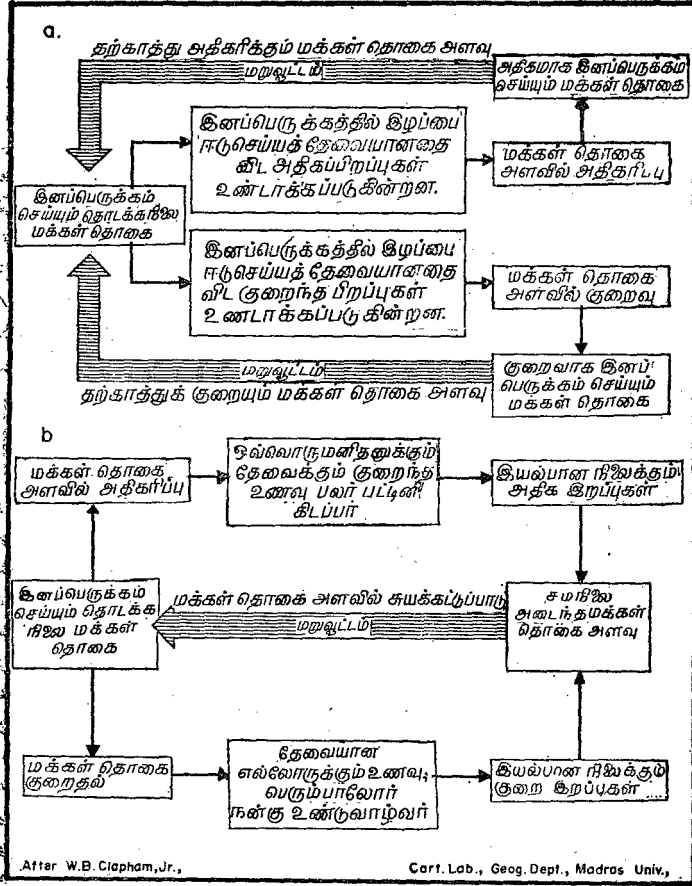 a.
தற்காத்து அதிகரிக்கும் மக்கள் தொகை அளவு
மறுவூட்டம்
அதிகமாக இனப்பெருக்கம்
செய்யும் மக்கள் தொகை
இனப்பெருக்கத்தில் இழப்பை
ஈடுசெய்யத் தேவையானதை
விட அதிகப்பிறப்புகள்
உண்டாக்கப்படுகின்றன.
மக்கள் தொகை
அளவில் அதிகரிப்பு
இனப்பெருக்கம்
செய்யும் தொடக்கநிலை
மக்கள் தொகை
இனப்பெருக்கத்தில் இழப்பை
ஈடுசெய்யத் தேவையானதை
விட குறைந்த பிறப்புகள்
உணடாக்கப்படுகின்றன.
மக்கள் தொகை
அளவில் குறைவு
மறுவூட்டம்
தற்காத்துக் குறையும் மக்கள் தொகை அளவு
குறைவாக இனப்
பெருக்கம் செய்யும்
மக்கள் தொகை
b
மக்கள் தொகை
அளவில் அதிகரிப்பு
ஒவ்வொருமனிதனுக்கும்
தேவைக்கும் குறைந்த
உணவு பலர் பட்டினி
கிடப்பர்
இயல்பான நிலைக்கும்
அதிக இறப்புகள்
இனப்பெருக்கம்
செய்யும் தொடக்க
நிலை மக்கள்
தொகை
மக்கள் தொகை அளவில் சுயக்கட்டுப்பாடு
மறுவூட்டம்
சமநிலை
அடைந்த மக்கள்
தொகை அளவு
மக்கள் தொகை
குறைதல்
தேவையான
எல்லோருக்கும் உணவு;
பெரும்பாலோர்
நன்கு உண்டுவாழ்வர்
இயல்பான நிலைக்கும்
குறை இறப்புகள்
After W.B. Clapham, Jr.,
Cart. Lab., Geog. Dept., Madras Univ.,